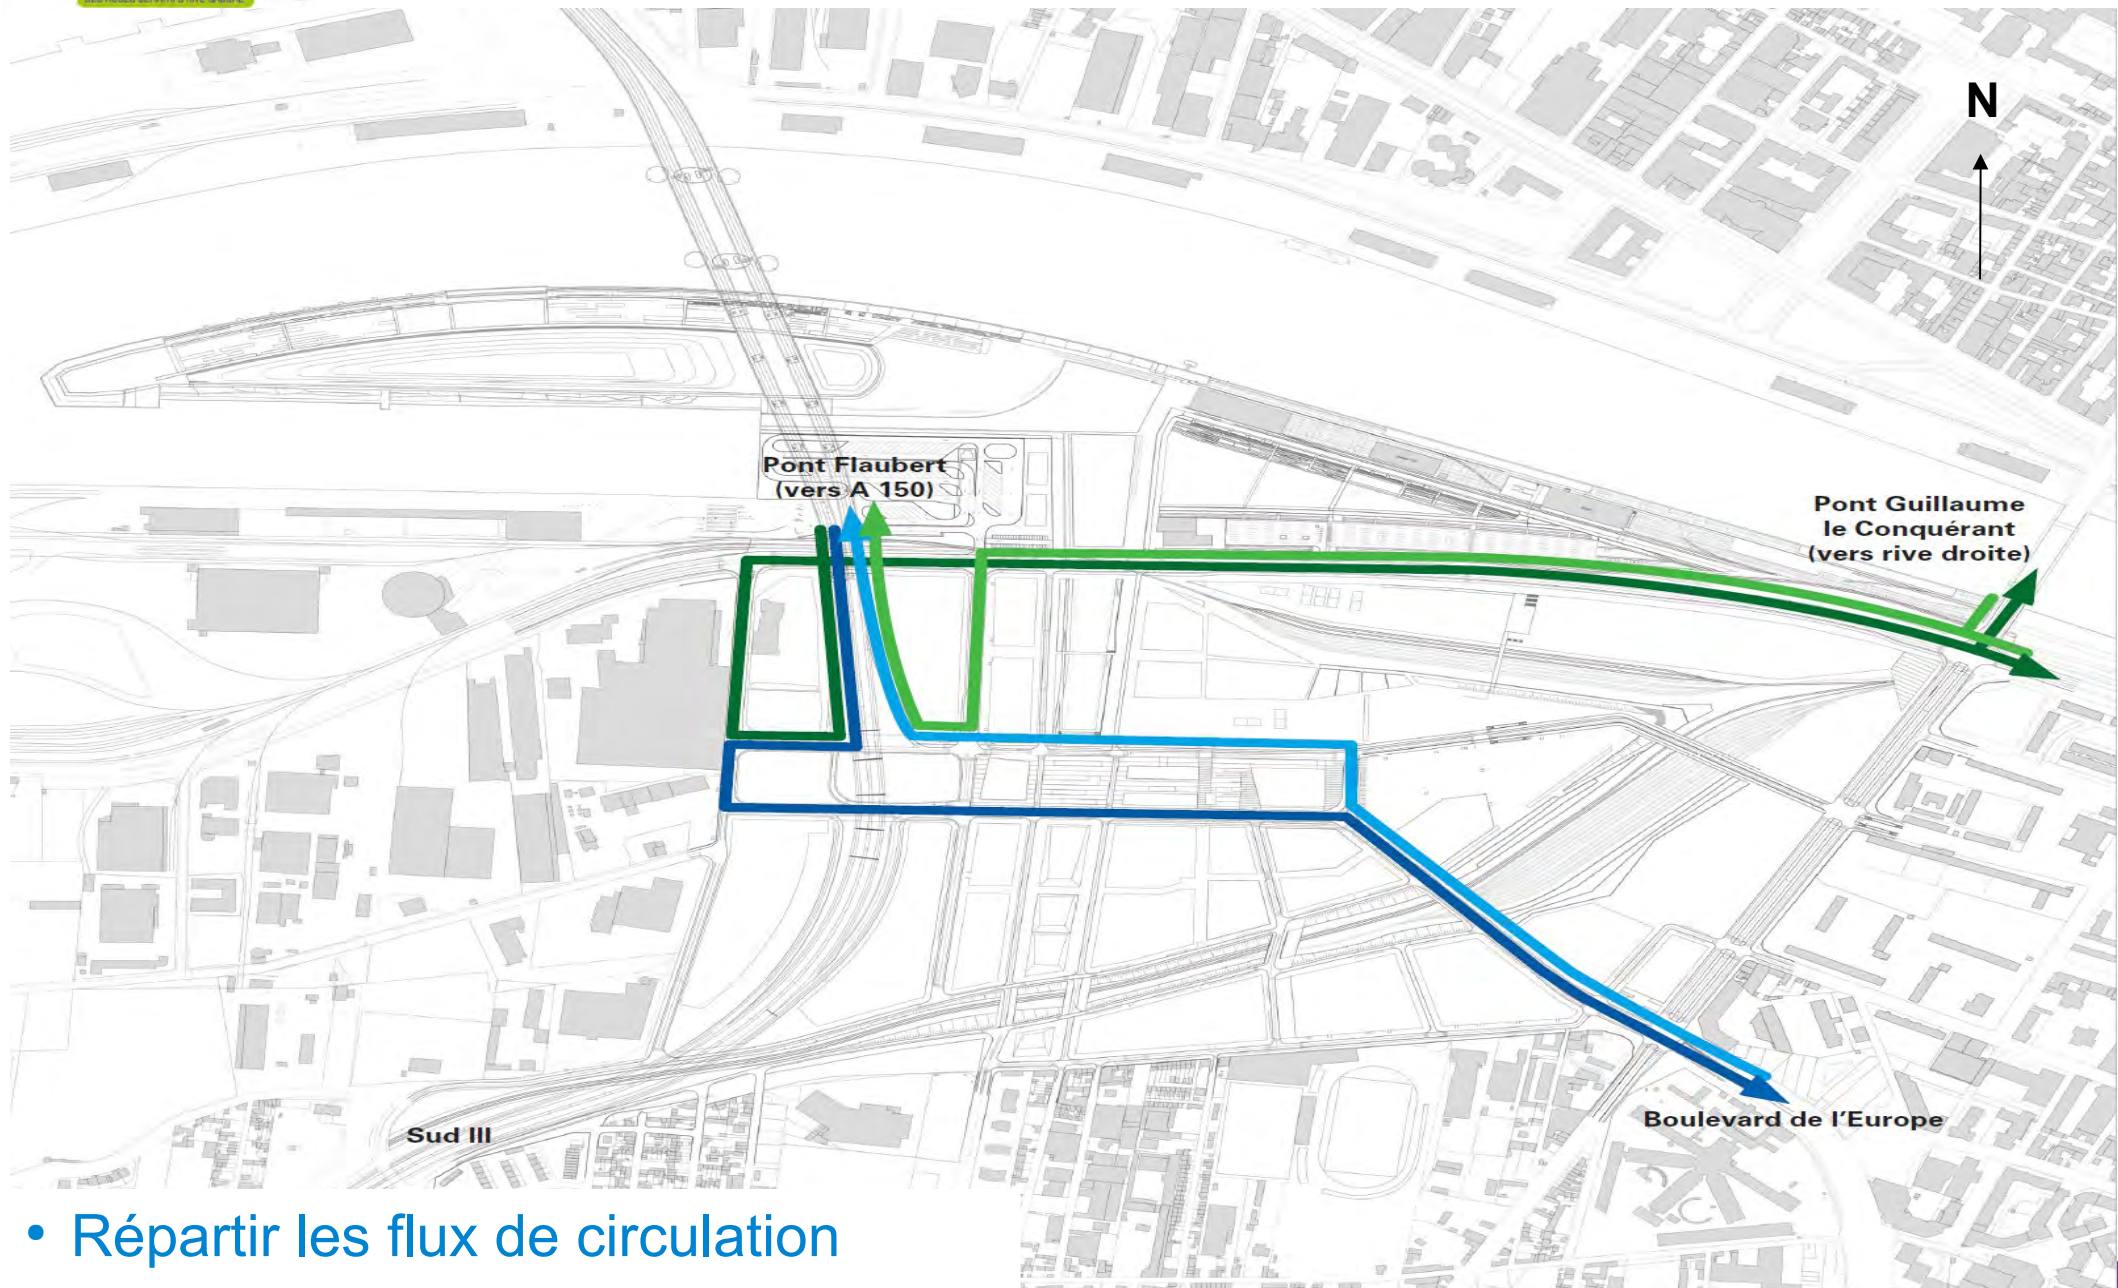 N
Pont Flaubert
(vers A 150)
Pont Guillaume
le Conquérant
(vers rive droite)
Boulevard de l'Europe
Sud III
• Répartir les flux de circulation